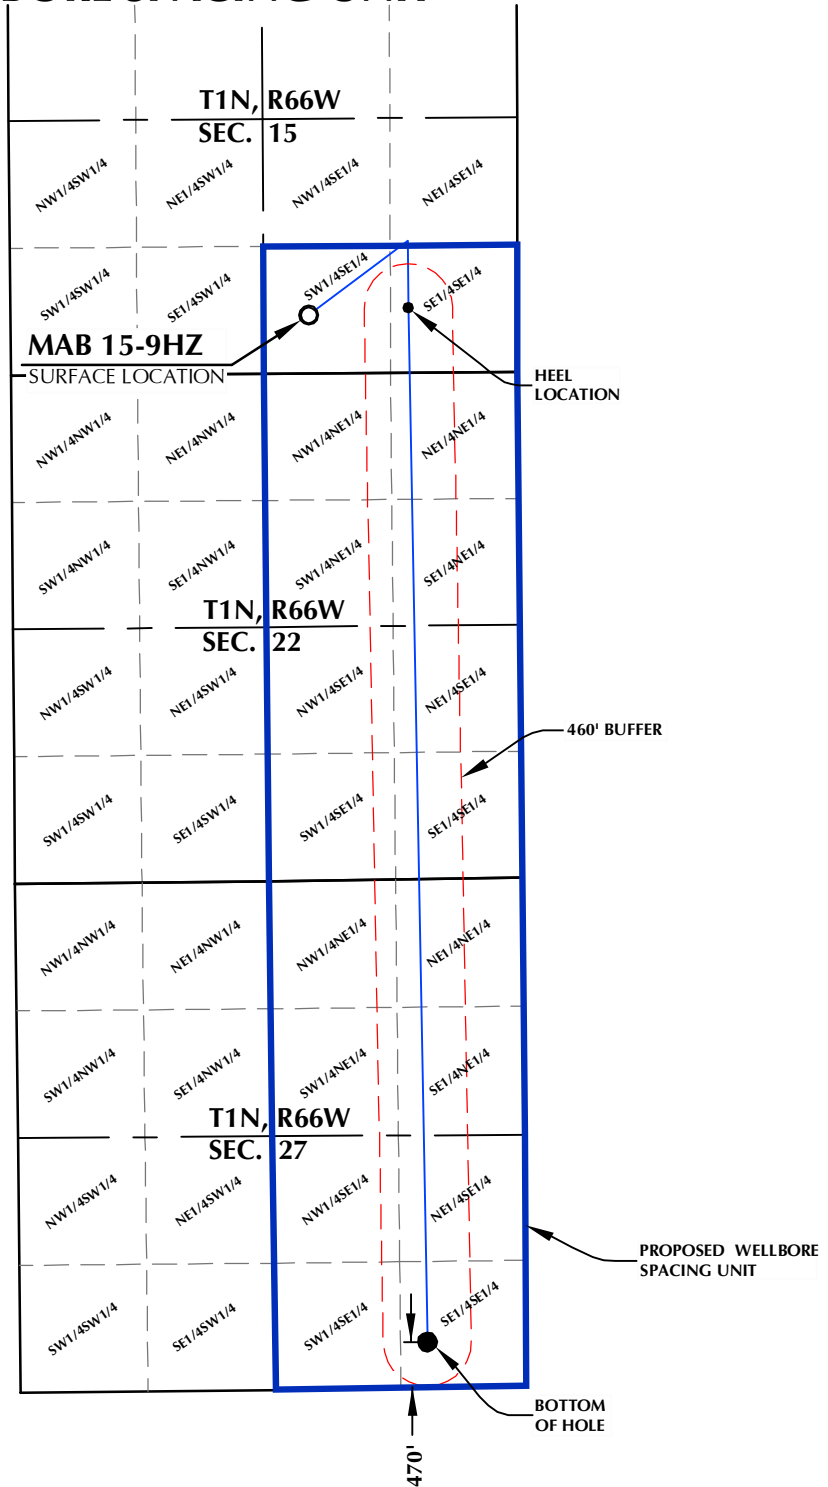 T1N, R66W
SEC. 15
NW1/4SW1/4
NE1/4SW1/4
NW1/4SE1/4
NE1/4SE1/4
SW1/4SW1/4
SE1/4SW1/4
SW1/4SE1/4
SE1/4SE1/4
MAB 15-9HZ
SURFACE LOCATION
HEEL
LOCATION
NW1/4NW1/4
NE1/4NW1/4
NW1/4NE1/4
NE1/4NE1/4
SW1/4NW1/4
SE1/4NW1/4
SW1/4NE1/4
SE1/4NE1/4
T1N, R66W
SEC. 22
NW1/4SW1/4
NE1/4SW1/4
NW1/4SE1/4
NE1/4SE1/4
460' BUFFER
SW1/4SW1/4
SE1/4SW1/4
SW1/4SE1/4
SE1/4SE1/4
NW1/4NW1/4
NE1/4NW1/4
NW1/4NE1/4
NE1/4NE1/4
SW1/4NW1/4
SE1/4NW1/4
SW1/4NE1/4
SE1/4NE1/4
T1N, R66W
SEC. 27
NW1/4SW1/4
NE1/4SW1/4
NW1/4SE1/4
NE1/4SE1/4
PROPOSED WELLBORE
SPACING UNIT
SW1/4SW1/4
SE1/4SW1/4
SW1/4SE1/4
SE1/4SE1/4
BOTTOM
OF HOLE
470'